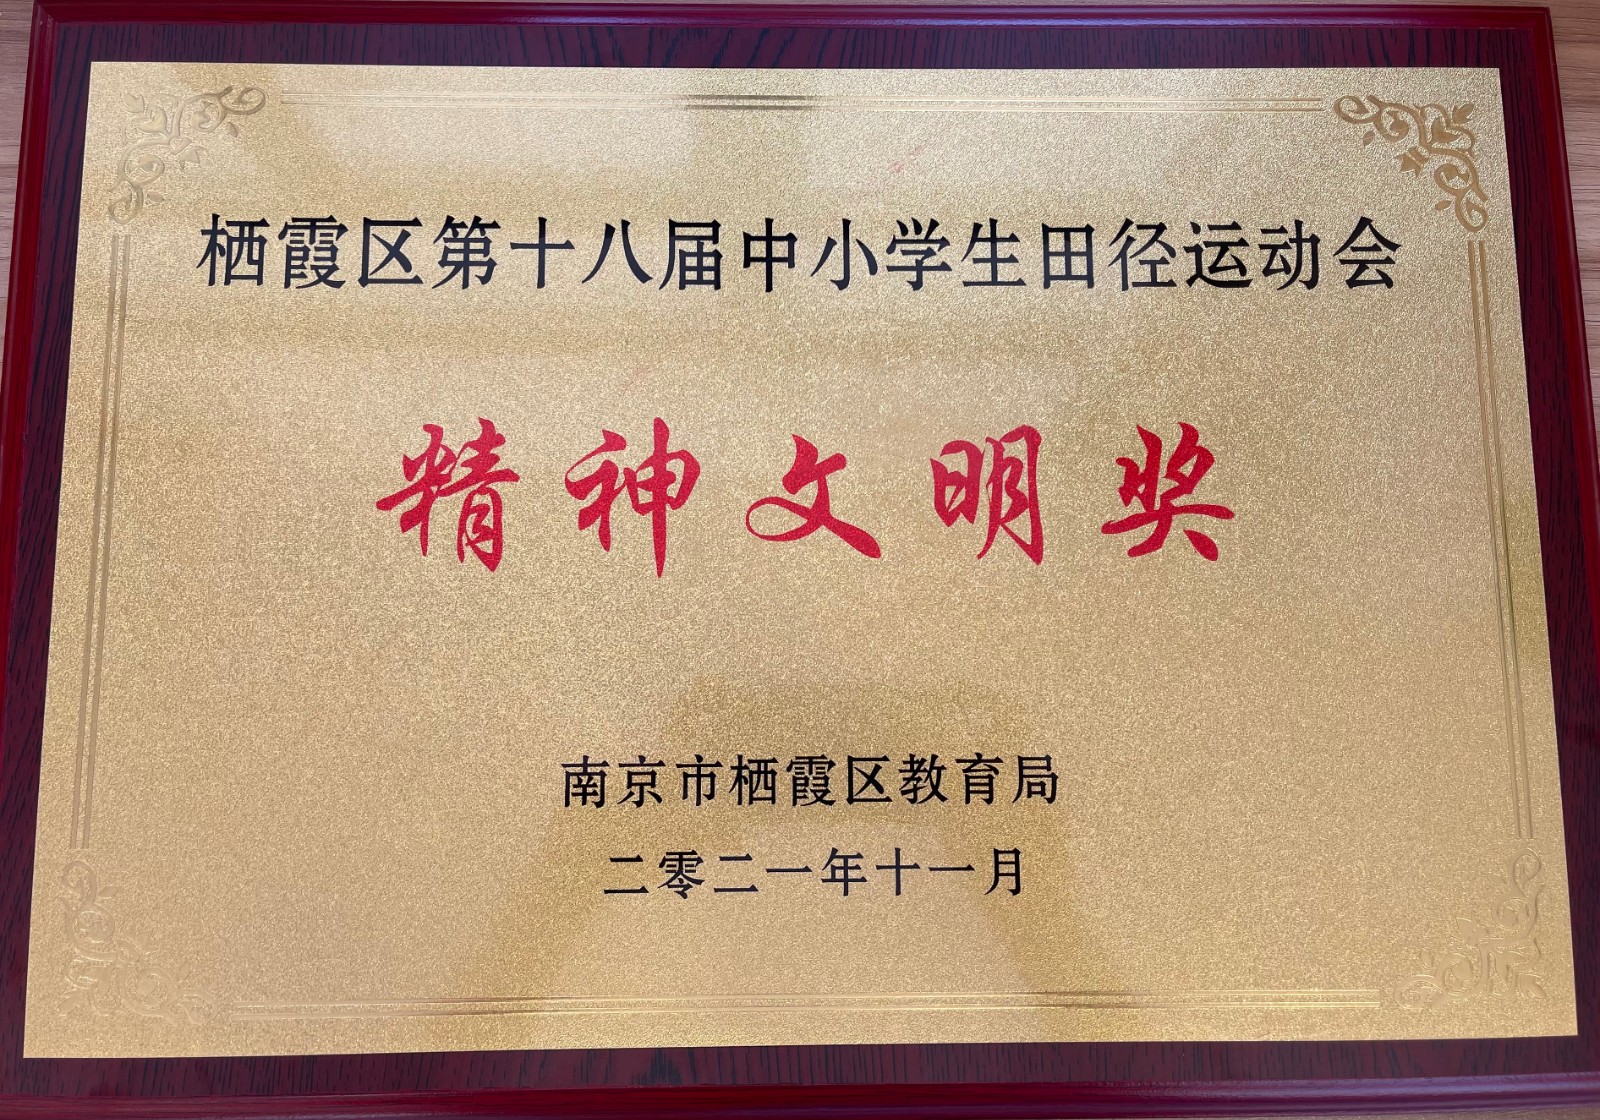 栖霞区第十八届中小学生田径运动会
精神文明奖
南京市栖霞区教育局
二零二一年十一月